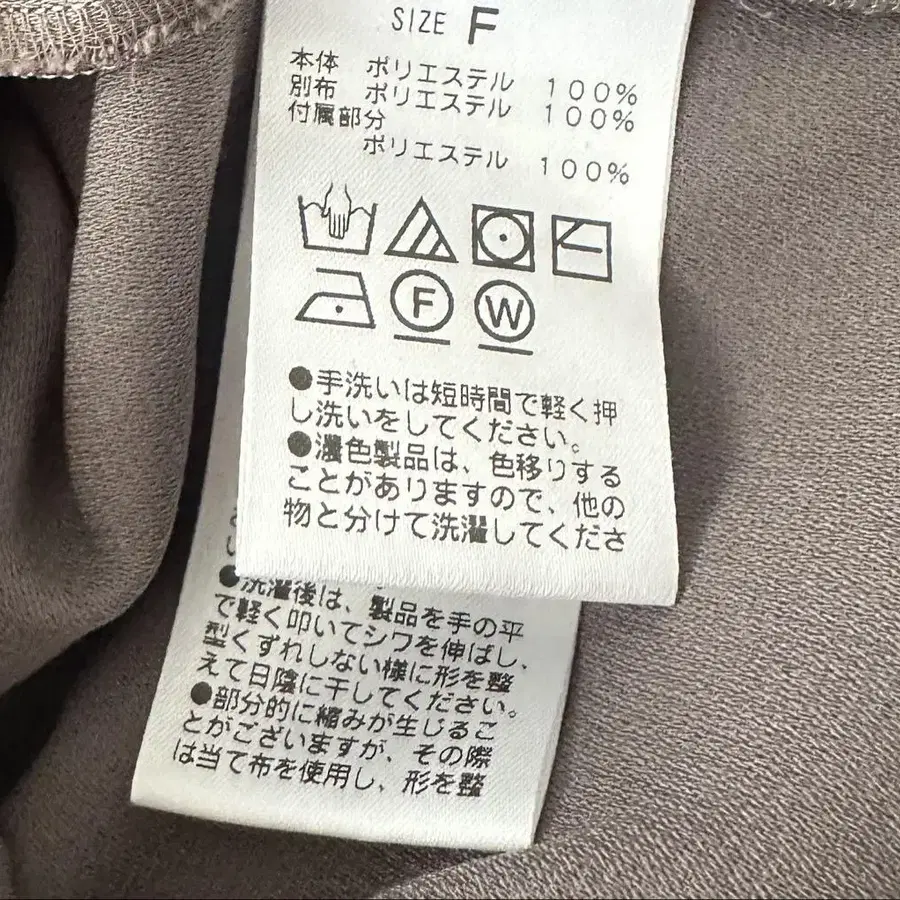 SIZE F
本体 ポリエステル 100%
別布 ポリエステル 100%
付属部分
ポリエステル 100%
F W
●手洗いは短時間で軽く押
し洗いをしてください。
●濃色製品は、色移りする
ことがありますので、他の
物と分けて洗濯してくださ
●洗濯後は、製品を手の平
で軽く叩いてシワを伸ばし、
型くずれしない様に形を整
えて日陰に干してください。
●部分的に縮みが生じるこ
とがございますが、その際
は当て布を使用し、形を整